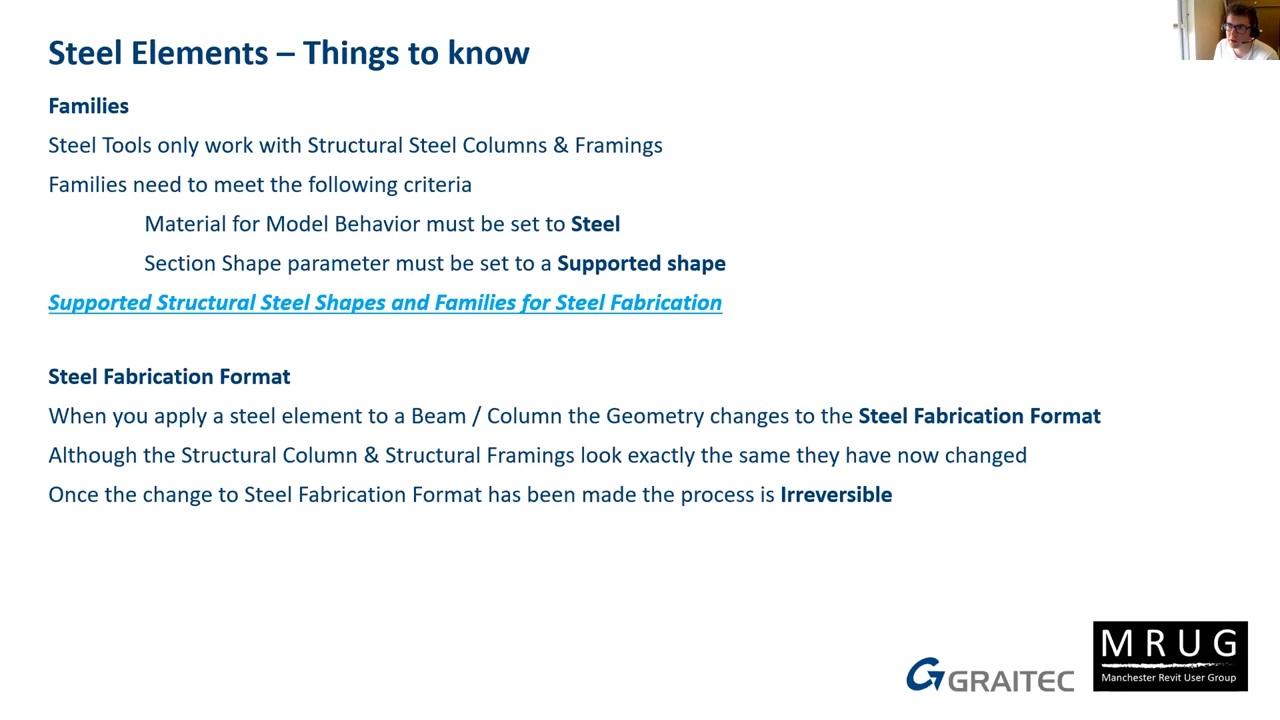 Steel Elements – Things to know
Families
Steel Tools only work with Structural Steel Columns & Framings
Families need to meet the following criteria
Material for Model Behavior must be set to Steel
Section Shape parameter must be set to a Supported shape
Supported Structural Steel Shapes and Families for Steel Fabrication
Steel Fabrication Format
When you apply a steel element to a Beam / Column the Geometry changes to the Steel Fabrication Format
Although the Structural Column & Structural Framings look exactly the same they have now changed
Once the change to Steel Fabrication Format has been made the process is Irreversible
GRAITEC
MRUG
Manchester Revit User Group